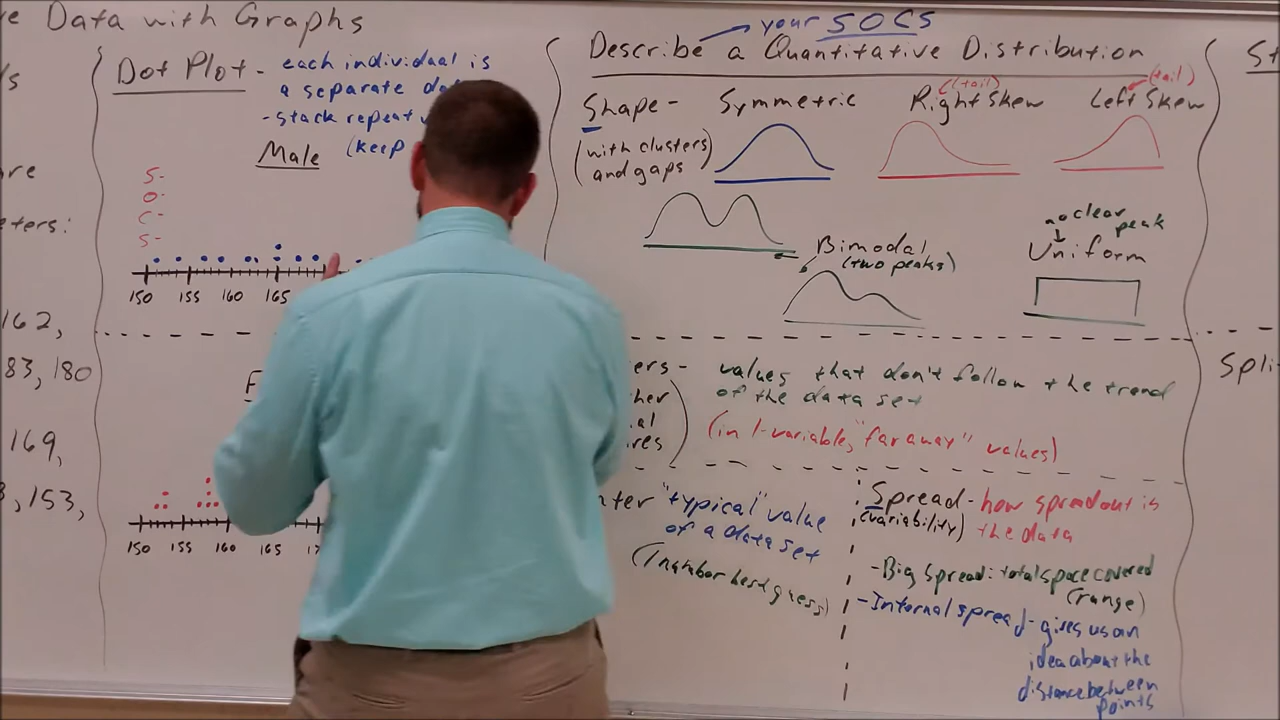 Data with Graphs
Dot Plot - each individual is
a separate
- stack repeat
(keep
Male
S-
O-
C-
S-
150 155 160 165
162,
83, 180
169,
, 153,
F
150 155 160 165
your SOCS
Describe a Quantitative Distribution
Shape - Symmetric Right Skew Left Skew
(tail) (tail)
(with clusters
and gaps)
Bimodal
(two peaks)
no clear
peak
Uniform
ers - values that don't follow the trend
of the data set
(in 1-variable, "far away" values)
"typical" value
of a data set
(1 number best guess)
Spread - how spread out is
(variability) the data
- Big spread: total space covered
(range)
- Internal spread - gives us an
idea about the
distance between
points
Spli